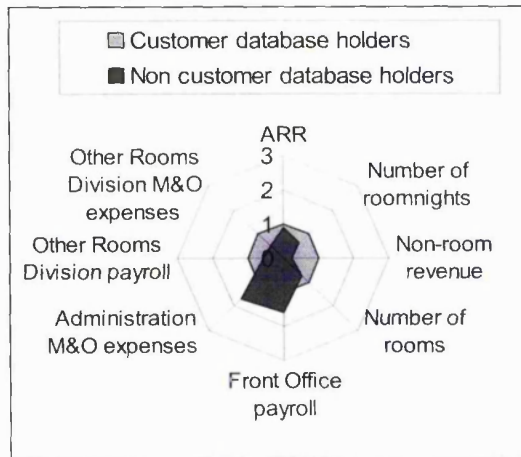 Customer database holders
Non customer database holders
ARR
3
2
1
0
Number of
roomnights
Non-room
revenue
Number of
rooms
Front Office
payroll
Administration
M&O expenses
Other Rooms
Division payroll
Other Rooms
Division M&O
expenses